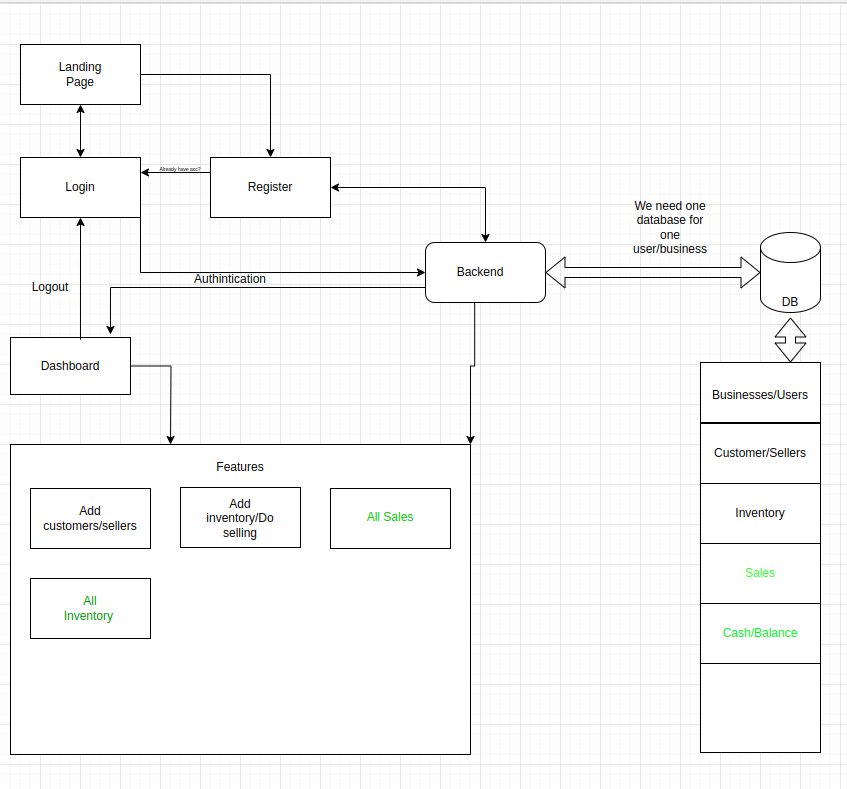 Landing
Page
Login
Already have acc?
Register
We need one
database for
one
user/business
Backend
Authintication
Logout
DB
Dashboard
Businesses/Users
Customer/Sellers
Inventory
Sales
Cash/Balance
Features
Add
customers/sellers
Add
inventory/Do
selling
All Sales
All
Inventory